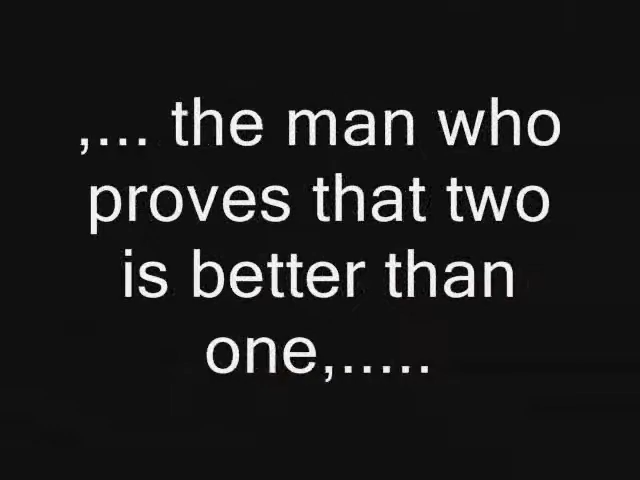 ,... the man who
proves that two
is better than
one,.....